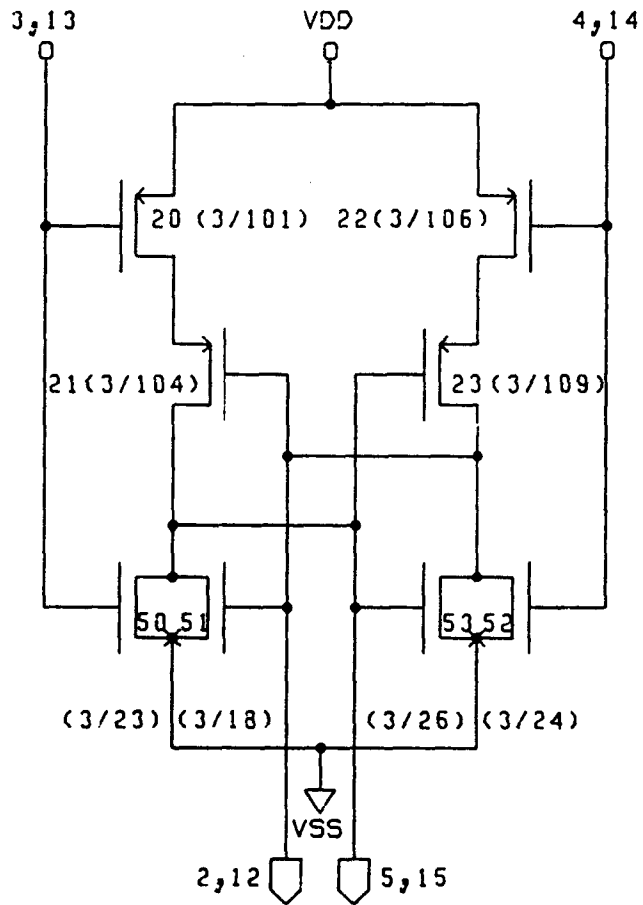 3,13 VDD 4,14
20 (3/101) 22(3/106)
21(3/104) 23(3/109)
50 51 53 52
(3/23) (3/18) (3/26) (3/24)
VSS
2,12 5,15